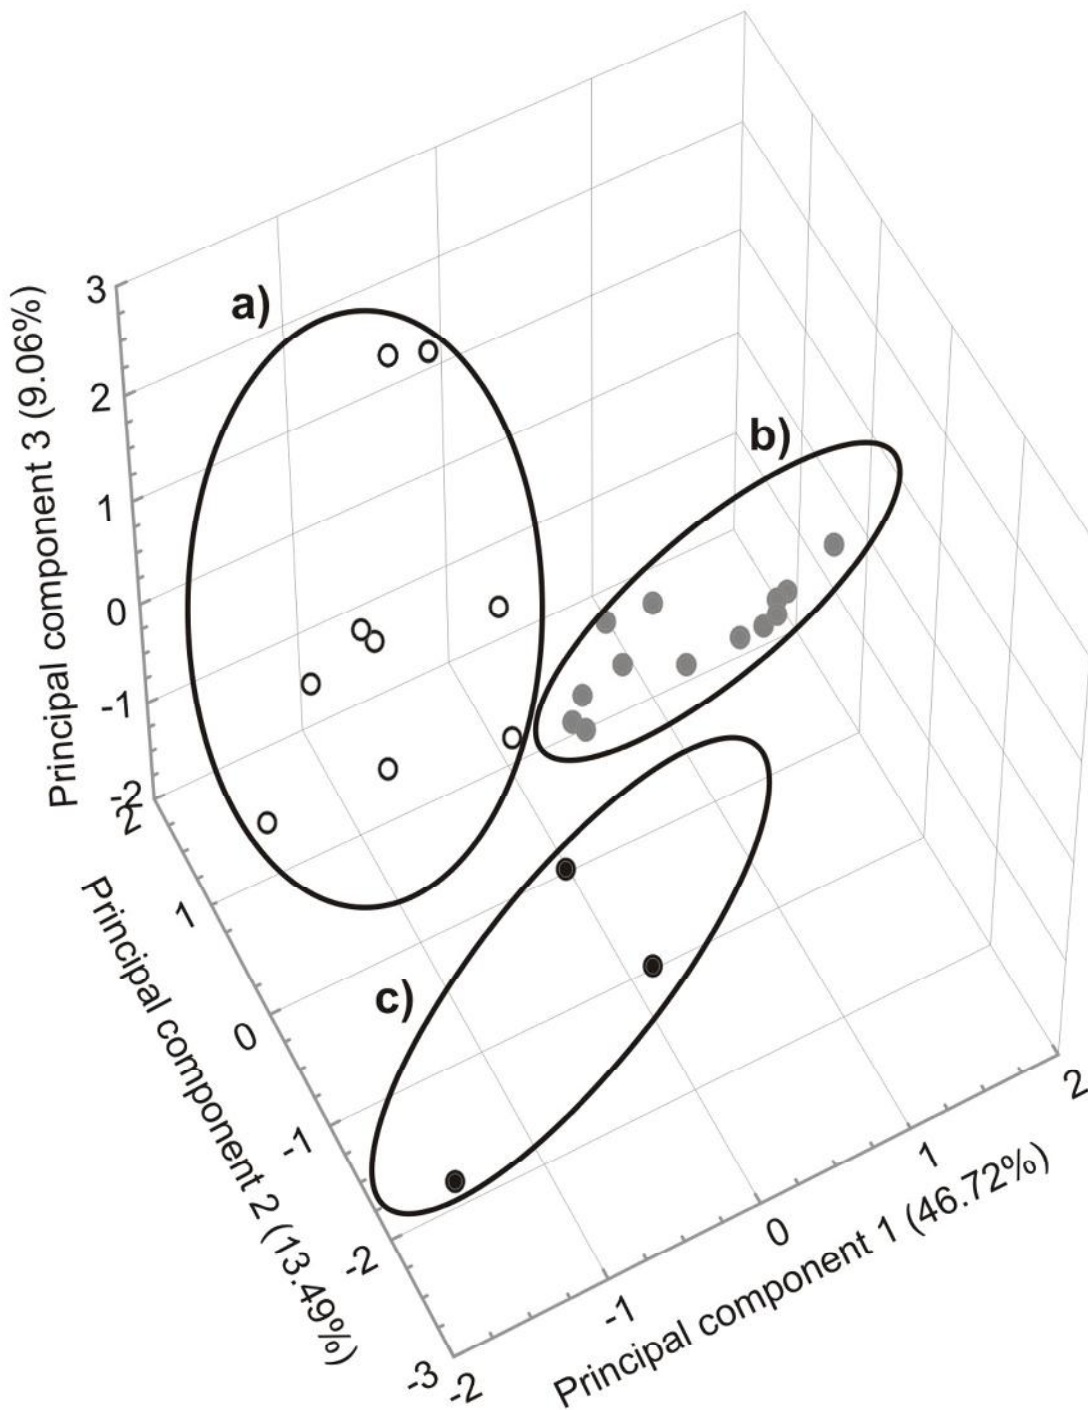 a)
b)
c)
3
2
1
0
-1
-2
Principal component 3 (9.06%)
2
1
0
-1
-2
-3
Principal component 2 (13.49%)
-2
-1
0
1
2
Principal component 1 (46.72%)